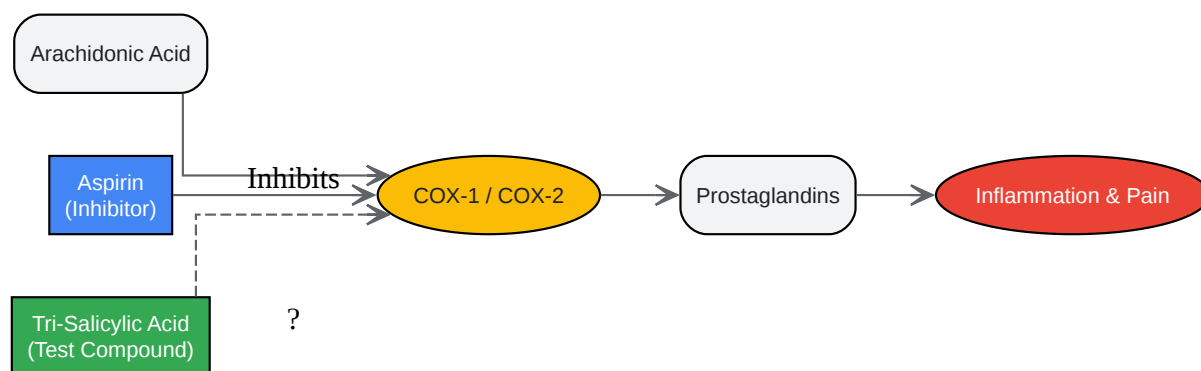 Arachidonic Acid
Aspirin
(Inhibitor)
Inhibits
COX-1 / COX-2
Prostaglandins
Inflammation & Pain
Tri-Salicylic Acid
(Test Compound)
?